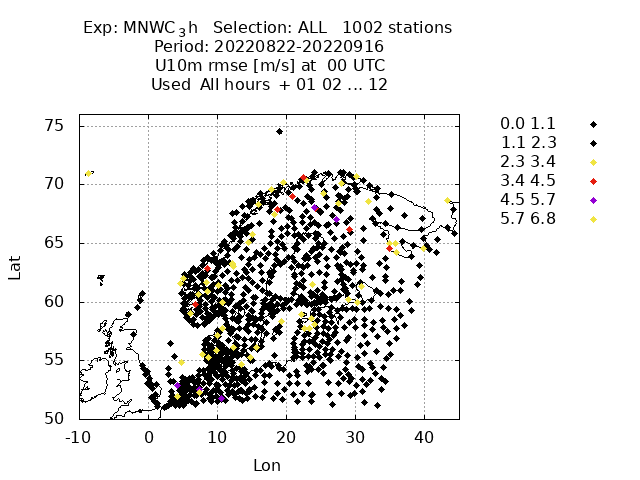 Exp: MNWC₃h Selection: ALL 1002 stations
Period: 20220822-20220916
U10m rmse [m/s] at 00 UTC
Used All hours + 01 02 ... 12
0.0 1.1
1.1 2.3
2.3 3.4
3.4 4.5
4.5 5.7
5.7 6.8
75
70
65
60
55
50
Lat
-10 0 10 20 30 40
Lon